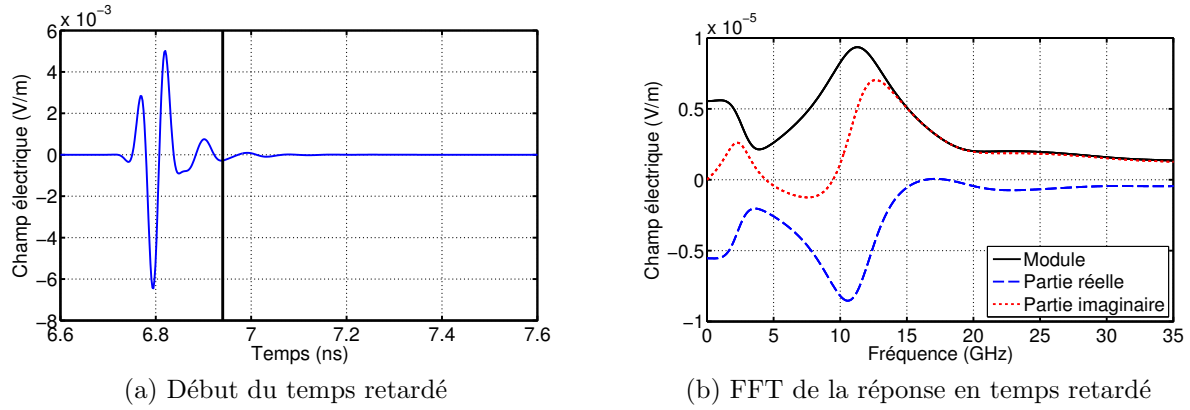 x 10⁻³
6
4
2
0
−2
−4
−6
−8
Champ électrique (V/m)
6.6
6.8
7
7.2
7.4
7.6
Temps (ns)
(a) Début du temps retardé
x 10⁻⁵
1
0.5
0
−0.5
−1
Champ électrique (V/m)
0
5
10
15
20
25
30
35
Fréquence (GHz)
Module
Partie réelle
Partie imaginaire
(b) FFT de la réponse en temps retardé